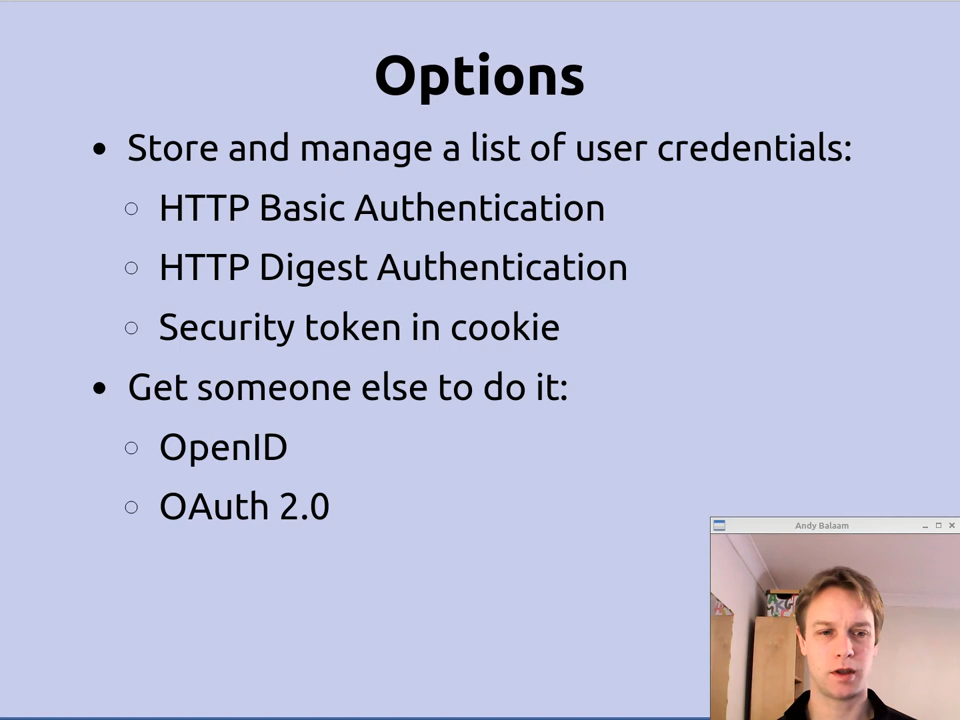 Options
Store and manage a list of user credentials:
HTTP Basic Authentication
HTTP Digest Authentication
Security token in cookie
Get someone else to do it:
OpenID
OAuth 2.0
Andy Balaam